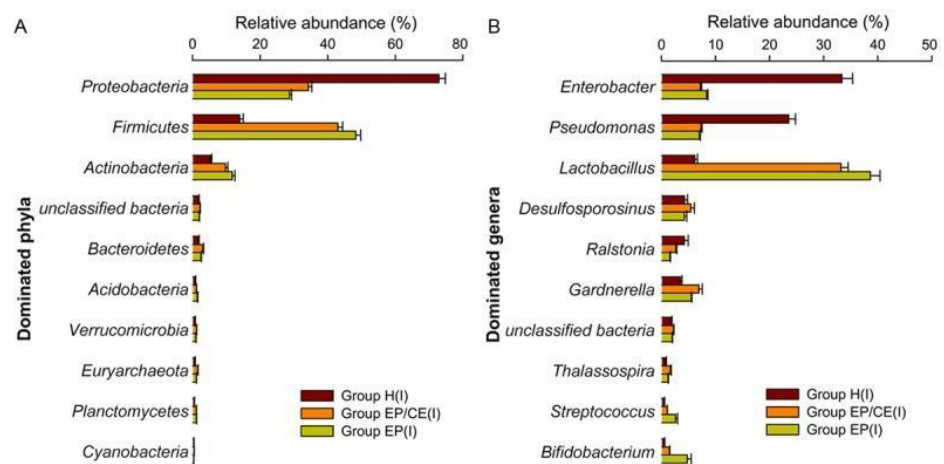 A
Relative abundance (%)
0 20 40 60 80
Dominated phyla
Proteobacteria
Firmicutes
Actinobacteria
unclassified bacteria
Bacteroidetes
Acidobacteria
Verrucomicrobia
Euryarchaeota
Planctomycetes
Cyanobacteria
Group H(I)
Group EP/CE(I)
Group EP(I)
B
Relative abundance (%)
0 10 20 30 40 50
Dominated genera
Enterobacter
Pseudomonas
Lactobacillus
Desulfosporosinus
Ralstonia
Gardnerella
unclassified bacteria
Thalassospira
Streptococcus
Bifidobacterium
Group H(I)
Group EP/CE(I)
Group EP(I)